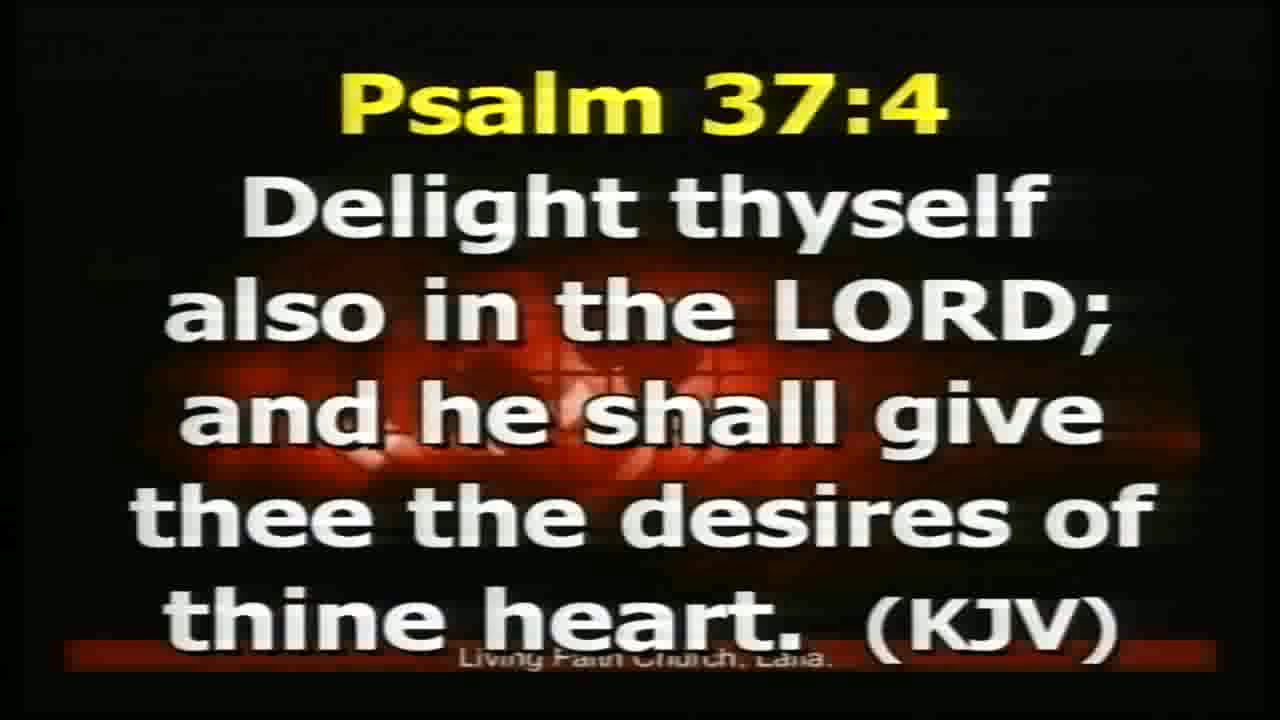 Psalm 37:4
Delight thyself
also in the LORD;
and he shall give
thee the desires of
thine heart. (KJV)
Living Faith Church,